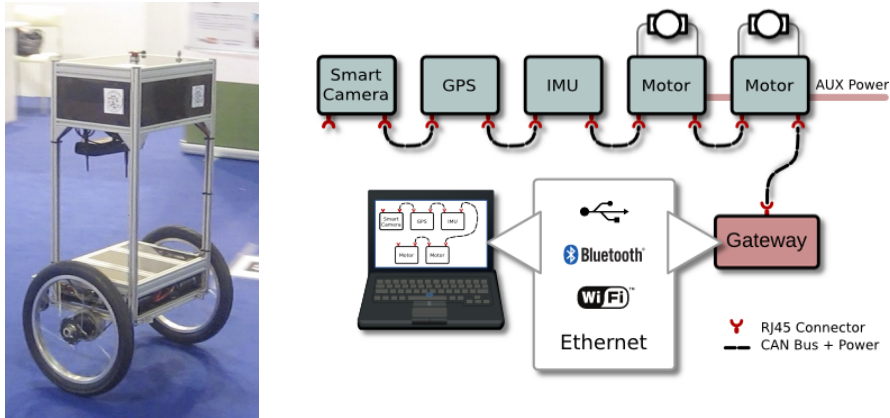 Smart
Camera
GPS
IMU
Motor
Motor
AUX Power
Smart
Camera
GPS
IMU
Motor
Motor
Bluetooth®
WiFi™
Ethernet
Gateway
RJ45 Connector
CAN Bus + Power